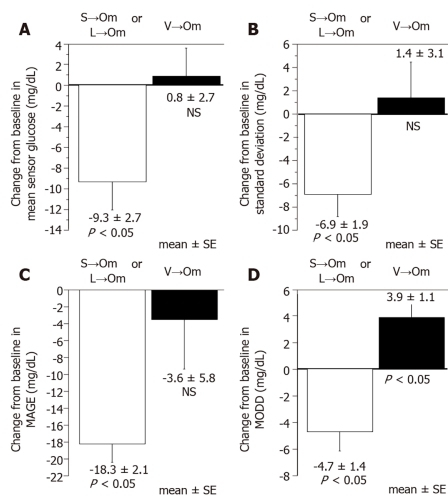 A
S→Om or
L→Om
V→Om
Change from baseline in
mean sensor glucose (mg/dL)
4
2
0
-2
-4
-6
-8
-10
-12
-14
0.8 ± 2.7
NS
-9.3 ± 2.7
P < 0.05
mean ± SE
B
S→Om or
L→Om
V→Om
Change from baseline in
standard deviation (mg/dL)
6
4
2
0
-2
-4
-6
-8
-10
1.4 ± 3.1
NS
-6.9 ± 1.9
P < 0.05
mean ± SE
C
S→Om or
L→Om
V→Om
Change from baseline in
MAGE (mg/dL)
0
-2
-4
-6
-8
-10
-12
-14
-16
-18
-20
-22
-3.6 ± 5.8
NS
-18.3 ± 2.1
P < 0.05
mean ± SE
D
S→Om or
L→Om
V→Om
Change from baseline in
MODD (mg/dL)
6
4
2
0
-2
-4
-6
-8
3.9 ± 1.1
P < 0.05
-4.7 ± 1.4
P < 0.05
mean ± SE